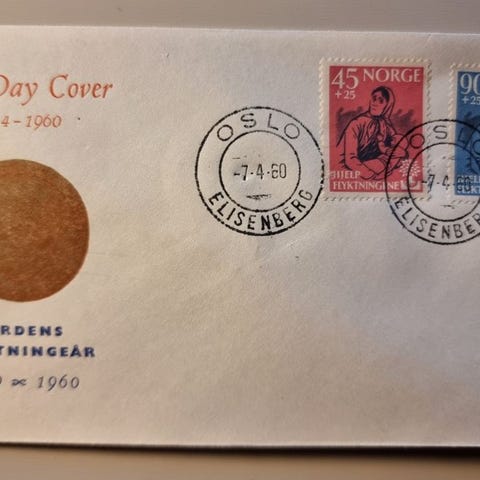 Day Cover
4-1960
RDENS
TNINGEÅR
1960
OSLO
-7-4-60
ELISENBERG
45 NORGE
+25
HJELP
FLYKTNINGENE
OSLO
-7-4-60
ELISENBERG
90
+25